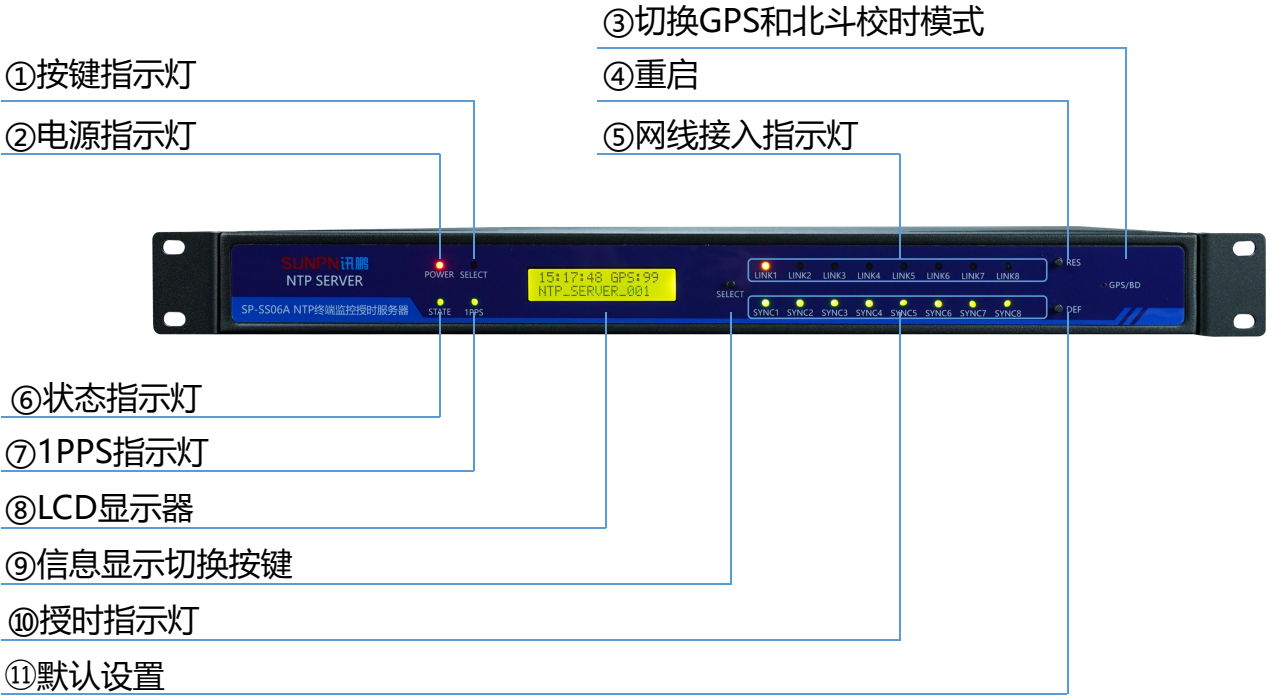 ③切换GPS和北斗校时模式
①按键指示灯
④重启
②电源指示灯
⑤网线接入指示灯
SUNPN讯鹏
NTP SERVER
SP-SS06A NTP终端监控授时服务器
POWER SELECT
STATE 1PPS
15:17:48 GPS:99
NTP_SERVER_001
SELECT
LINK1 LINK2 LINK3 LINK4 LINK5 LINK6 LINK7 LINK8
SYNC1 SYNC2 SYNC3 SYNC4 SYNC5 SYNC6 SYNC7 SYNC8
RES
GPS/BD
DEF
⑥状态指示灯
⑦1PPS指示灯
⑧LCD显示器
⑨信息显示切换按键
⑩授时指示灯
⑪默认设置